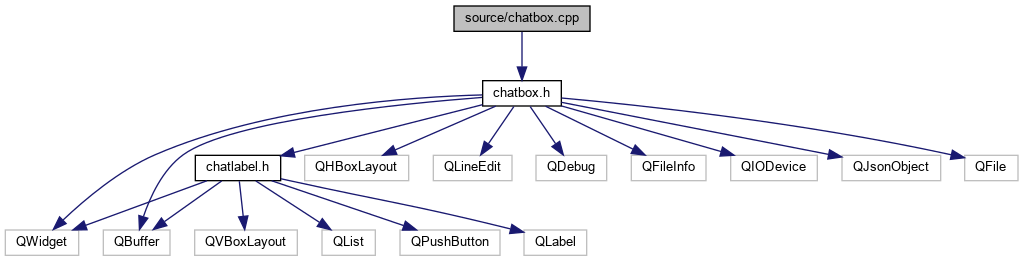 source/chatbox.cpp
chatbox.h
chatlabel.h
QHBoxLayout
QLineEdit
QDebug
QFileInfo
QIODevice
QJsonObject
QFile
QWidget
QBuffer
QVBoxLayout
QList
QPushButton
QLabel